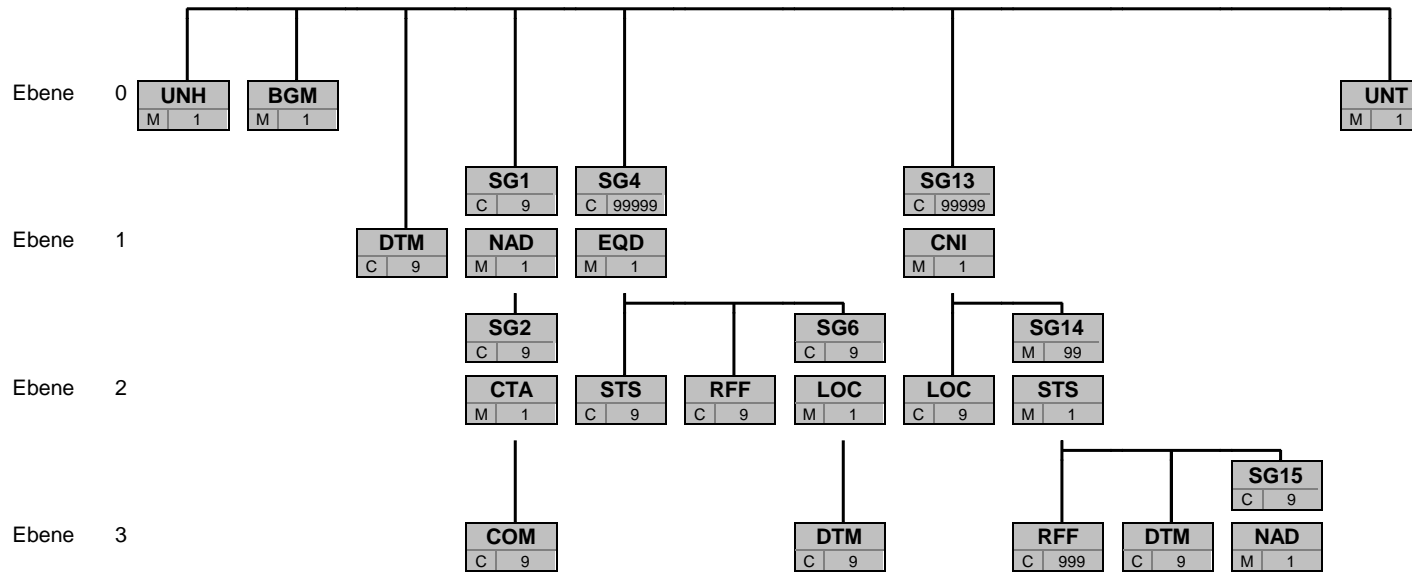 Ebene 0 UNH BGM UNT
M 1 M 1 M 1
SG1 SG4 SG13
C 9 C 99999 C 99999
Ebene 1 DTM NAD EQD CNI
C 9 M 1 M 1 M 1
SG2 SG6 SG14
C 9 C 9 M 99
Ebene 2 CTA STS RFF LOC LOC STS
M 1 C 9 C 9 M 1 C 9 M 1
SG15
C 9
Ebene 3 COM DTM RFF DTM NAD
C 9 C 9 C 999 C 9 M 1